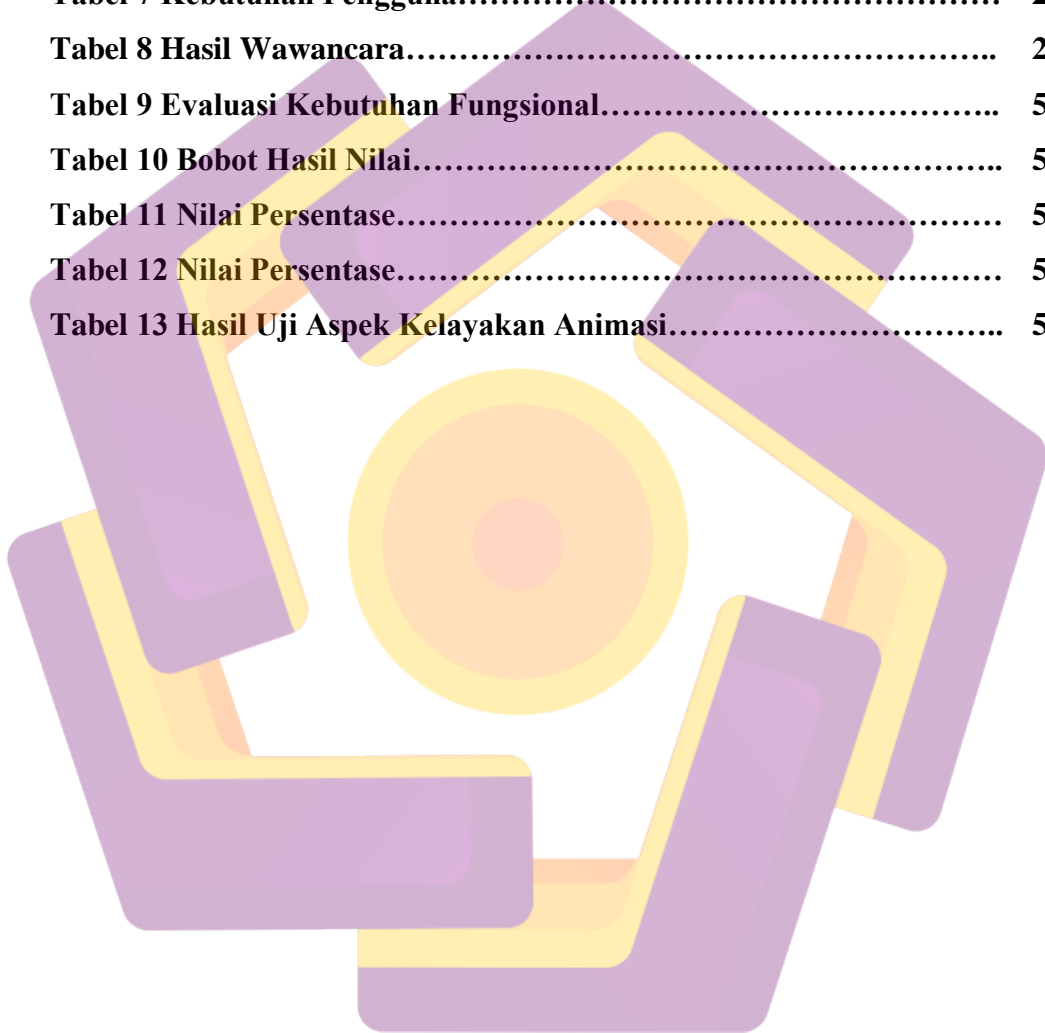 Tabel 7 Kebutuhan Pengguna…………………………………………… 2
Tabel 8 Hasil Wawancara……………………………………………….. 2
Tabel 9 Evaluasi Kebutuhan Fungsional……………………………….. 5
Tabel 10 Bobot Hasil Nilai……………………………………………….. 5
Tabel 11 Nilai Persentase………………………………………………… 5
Tabel 12 Nilai Persentase………………………………………………… 5
Tabel 13 Hasil Uji Aspek Kelayakan Animasi………………………….. 5